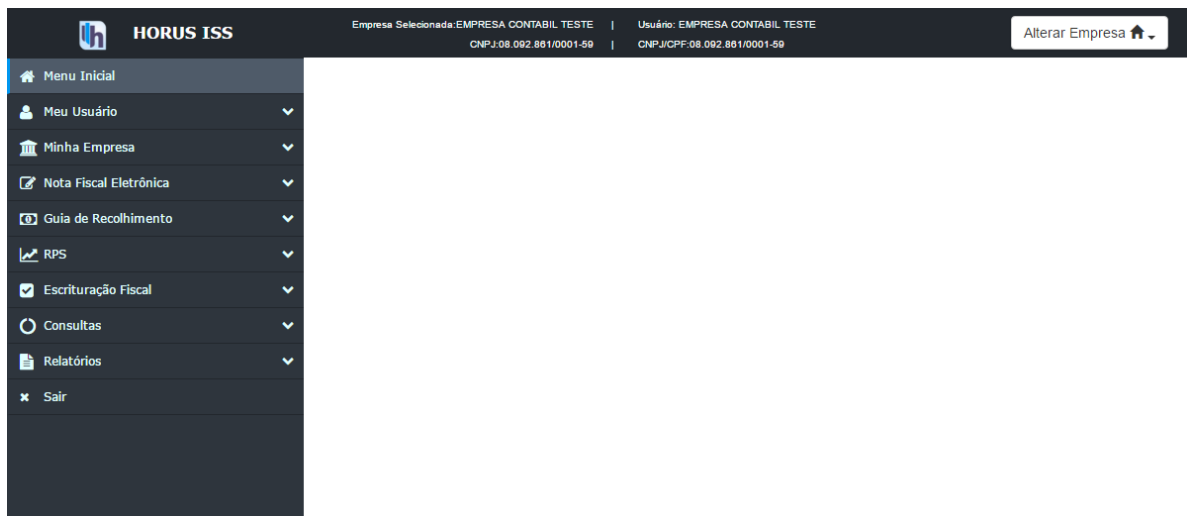 HORUS ISS
Empresa Selecionada:EMPRESA CONTABIL TESTE | Usuário: EMPRESA CONTABIL TESTE
CNPJ:08.092.861/0001-59 | CNPJ/CPF:08.092.861/0001-59
Alterar Empresa
Menu Inicial
Meu Usuário
Minha Empresa
Nota Fiscal Eletrônica
Guia de Recolhimento
RPS
Escrituração Fiscal
Consultas
Relatórios
Sair